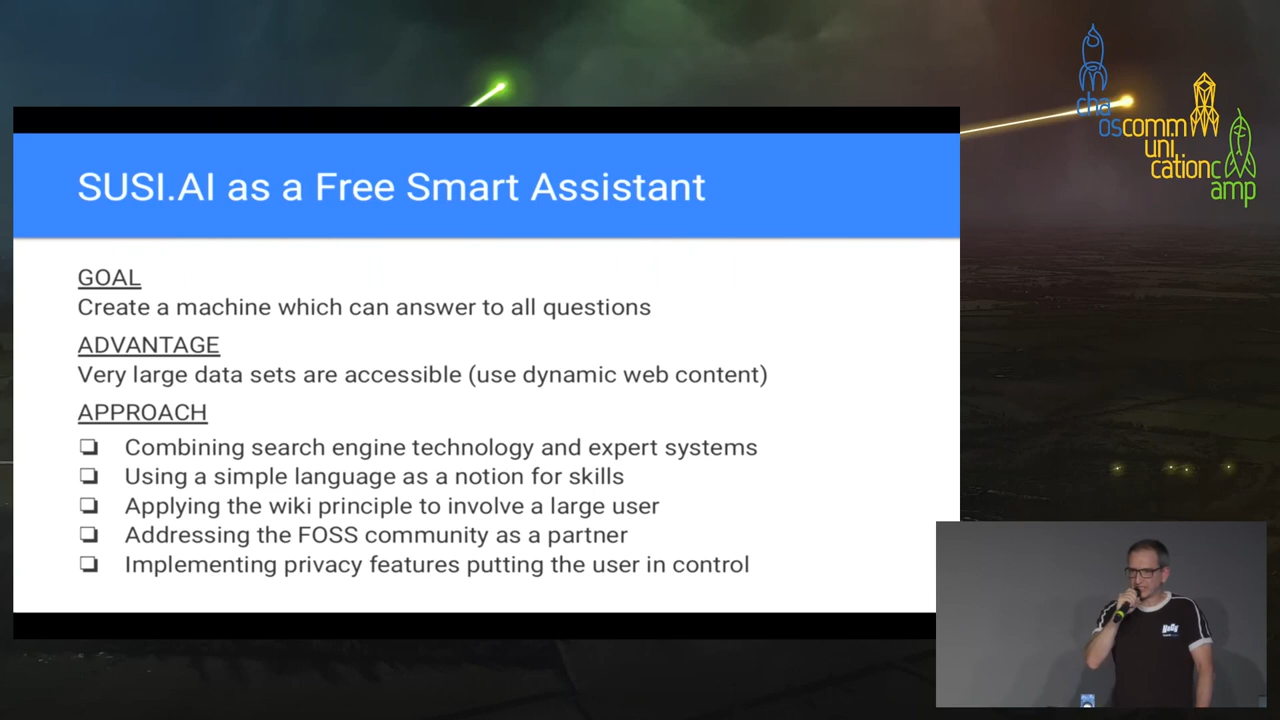 SUSI.AI as a Free Smart Assistant
GOAL
Create a machine which can answer to all questions
ADVANTAGE
Very large data sets are accessible (use dynamic web content)
APPROACH
Combining search engine technology and expert systems
Using a simple language as a notion for skills
Applying the wiki principle to involve a large user
Addressing the FOSS community as a partner
Implementing privacy features putting the user in control
cha
oscomm
uni
cationc
amp